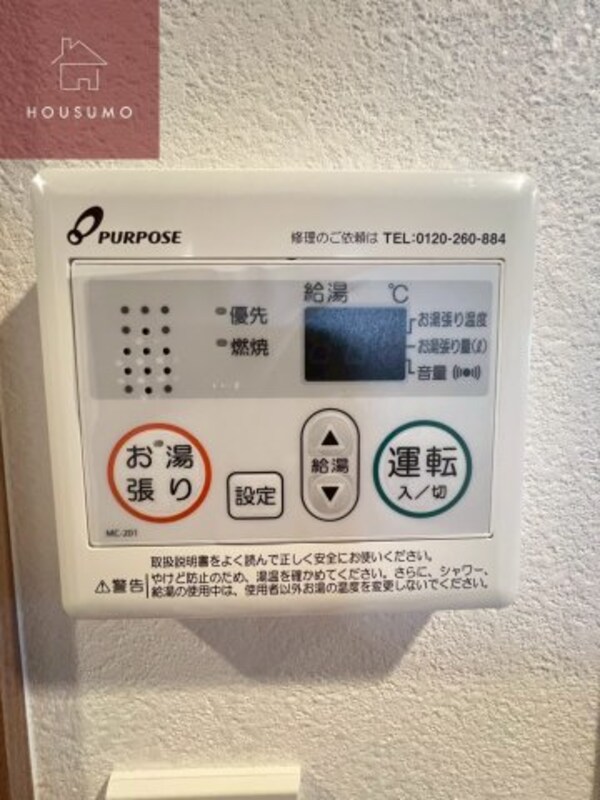 HOUSUMO
PURPOSE
修理のご依頼は TEL:0120-260-884
給湯 ℃
優先
燃焼
お湯張り温度
お湯張り量(ℓ)
音量
お湯張り
設定
▲
給湯
▼
運転
入/切
MC-201
取扱説明書をよく読んで正しく安全にお使いください。
⚠警告
やけど防止のため、湯温を確かめてください。さらに、シャワー、
給湯の使用中は、使用者以外お湯の温度を変更しないでください。